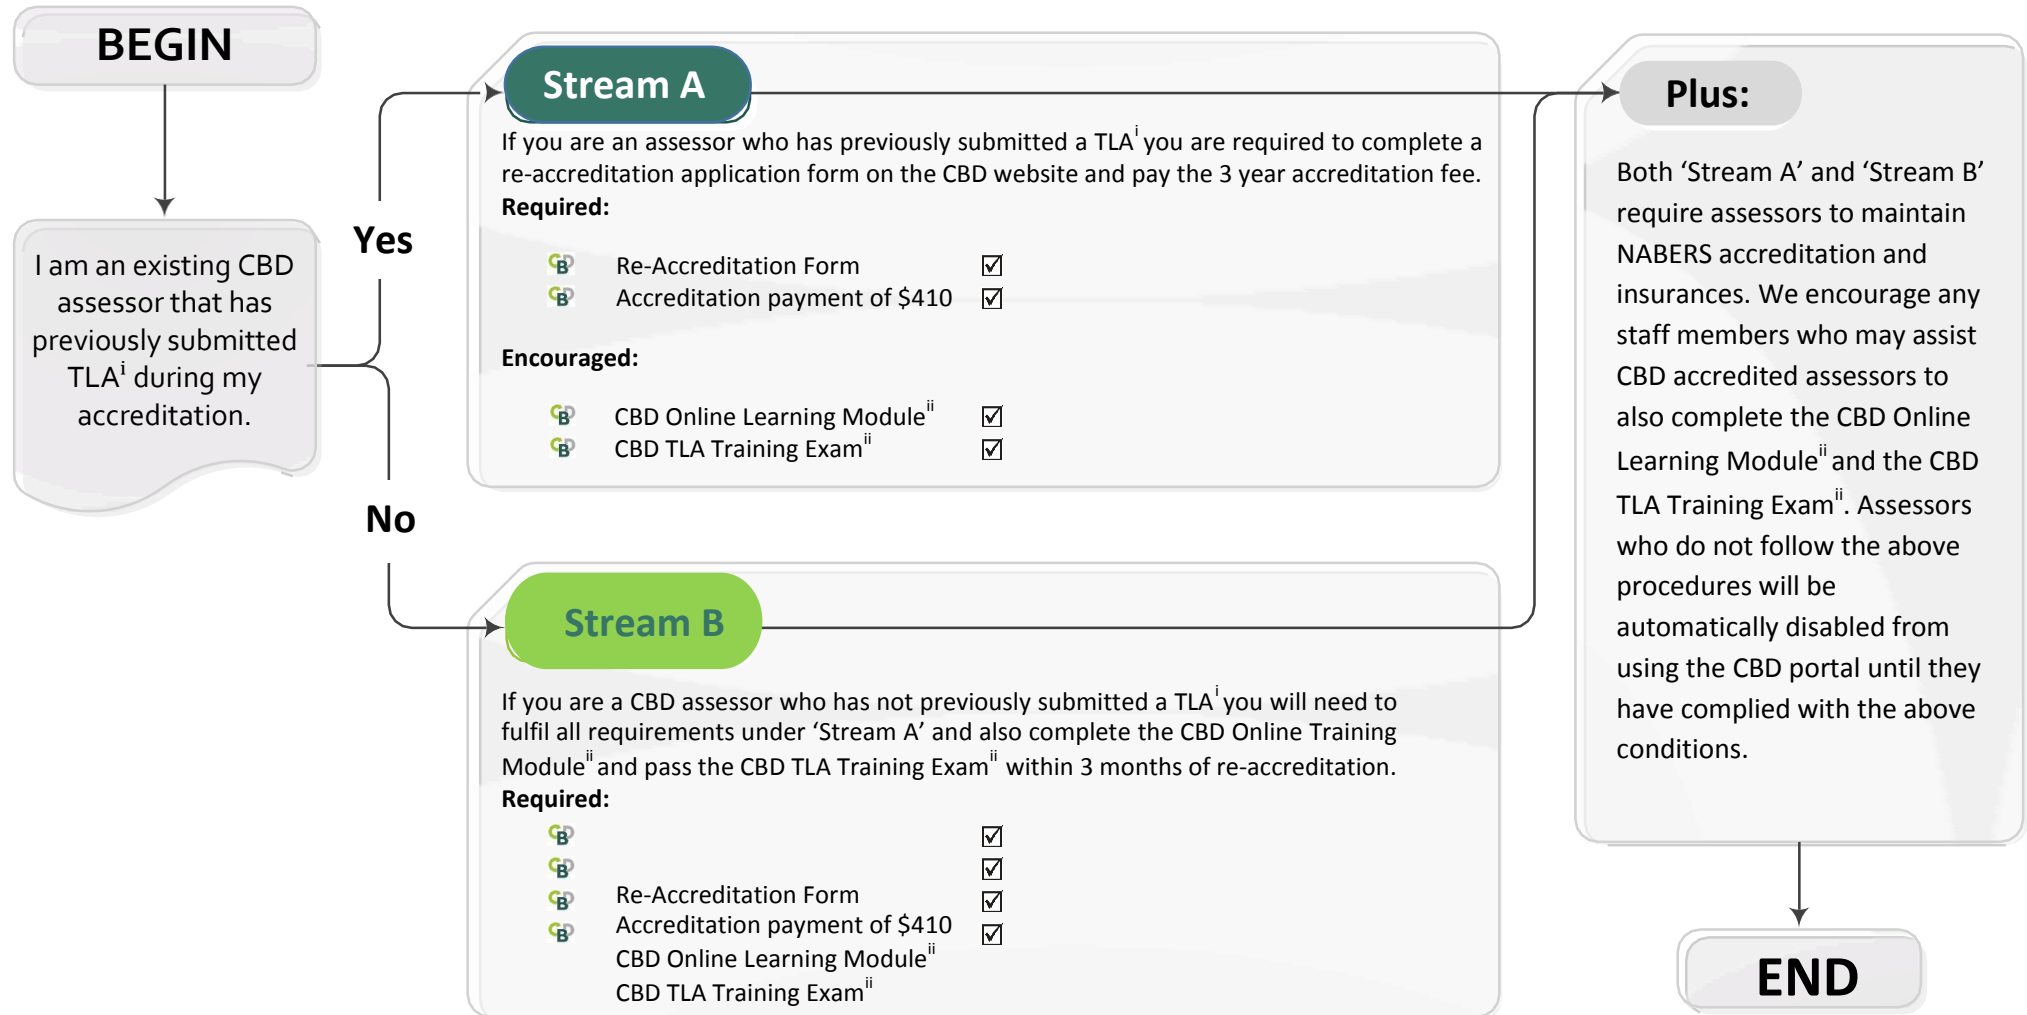 BEGIN
I am an existing CBD
assessor that has
previously submitted
TLAⁱ during my
accreditation.
Yes
No
Stream A
If you are an assessor who has previously submitted a TLAⁱ you are required to complete a
re-accreditation application form on the CBD website and pay the 3 year accreditation fee.
Required:
CBD Re-Accreditation Form ☑
CBD Accreditation payment of $410 ☑
Encouraged:
CBD CBD Online Learning Moduleⁱⁱ ☑
CBD CBD TLA Training Examⁱⁱ ☑
Stream B
If you are a CBD assessor who has not previously submitted a TLAⁱ you will need to
fulfil all requirements under ‘Stream A’ and also complete the CBD Online Training
Moduleⁱⁱ and pass the CBD TLA Training Examⁱⁱ within 3 months of re-accreditation.
Required:
CBD ☑
CBD ☑
CBD Re-Accreditation Form ☑
CBD Accreditation payment of $410 ☑
CBD Online Learning Moduleⁱⁱ
CBD TLA Training Examⁱⁱ
Plus:
Both ‘Stream A’ and ‘Stream B’
require assessors to maintain
NABERS accreditation and
insurances. We encourage any
staff members who may assist
CBD accredited assessors to
also complete the CBD Online
Learning Moduleⁱⁱ and the CBD
TLA Training Examⁱⁱ. Assessors
who do not follow the above
procedures will be
automatically disabled from
using the CBD portal until they
have complied with the above
conditions.
END